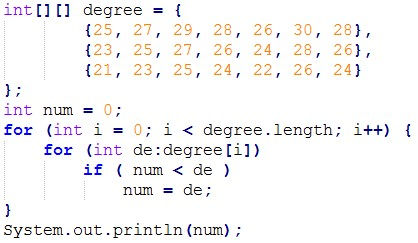 int[][] degree = {
{25, 27, 29, 28, 26, 30, 28},
{23, 25, 27, 26, 24, 28, 26},
{21, 23, 25, 24, 22, 26, 24}
};
int num = 0;
for (int i = 0; i < degree.length; i++) {
for (int de:degree[i])
if ( num < de )
num = de;
}
System.out.println(num);